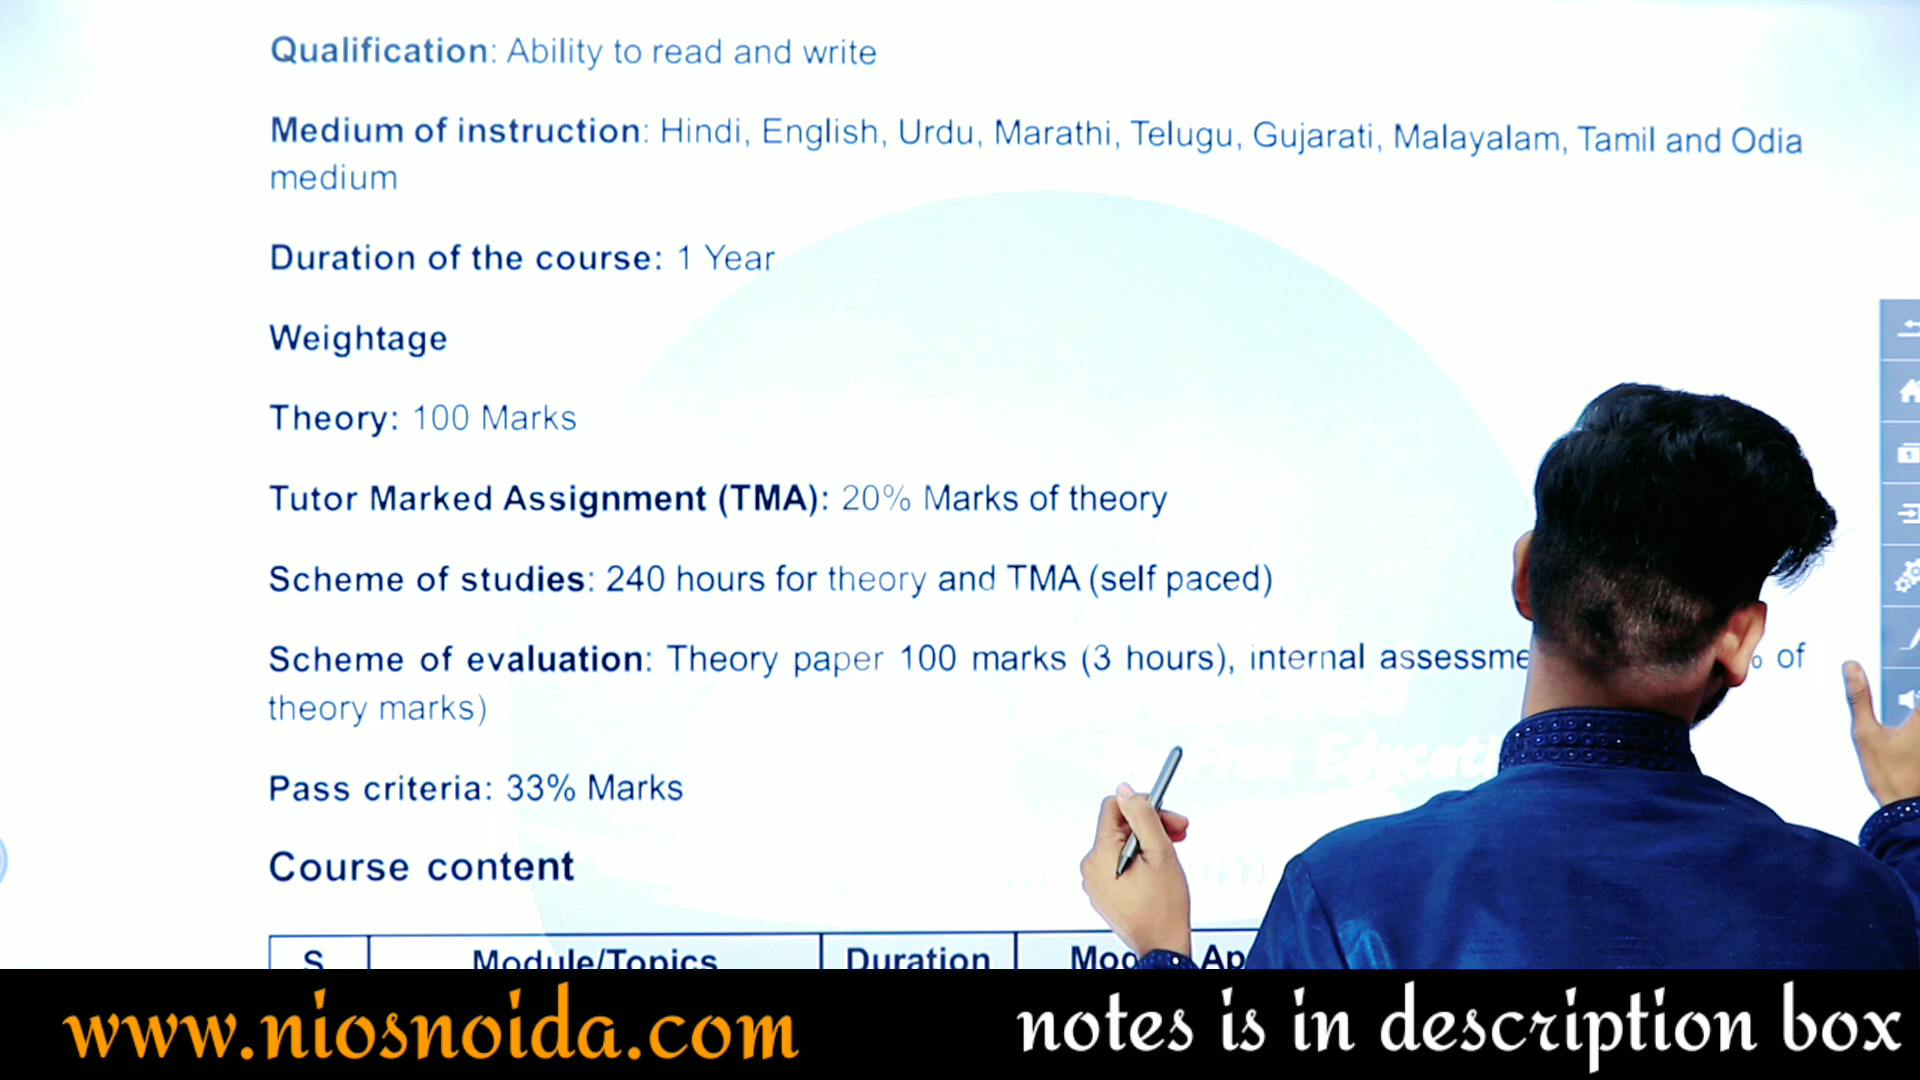 Qualification: Ability to read and write
Medium of instruction: Hindi, English, Urdu, Marathi, Telugu, Gujarati, Malayalam, Tamil and Odia
medium
Duration of the course: 1 Year
Weightage
Theory: 100 Marks
Tutor Marked Assignment (TMA): 20% Marks of theory
Scheme of studies: 240 hours for theory and TMA (self paced)
Scheme of evaluation: Theory paper 100 marks (3 hours), internal of
theory marks)
Free
Pass criteria: 33% Marks
Course content
S Module/Topics Duration
www.niosnoida.com
notes is in description box